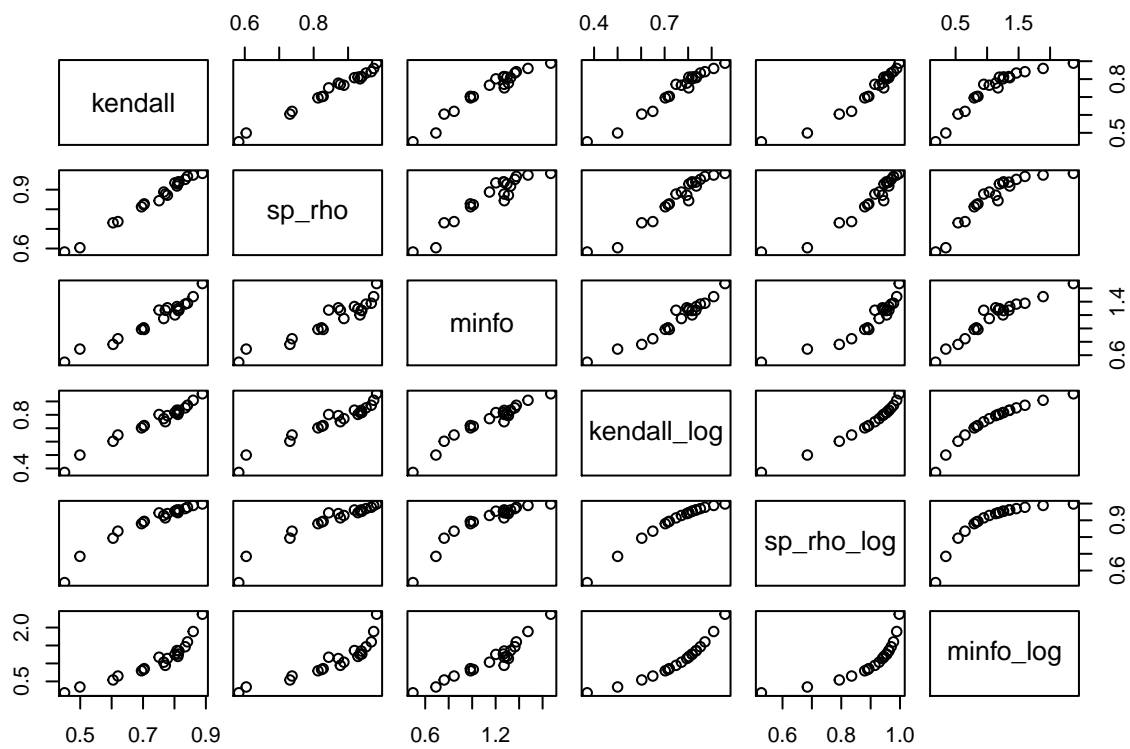 0.6 0.8
0.4 0.7
0.5 1.5
kendall
0.5 0.8
sp_rho
0.6 0.9
minfo
0.6 1.4
kendall_log
0.4 0.8
sp_rho_log
0.6 0.9
minfo_log
0.5 2.0
0.5 0.7 0.9
0.6 1.2
0.6 0.8 1.0